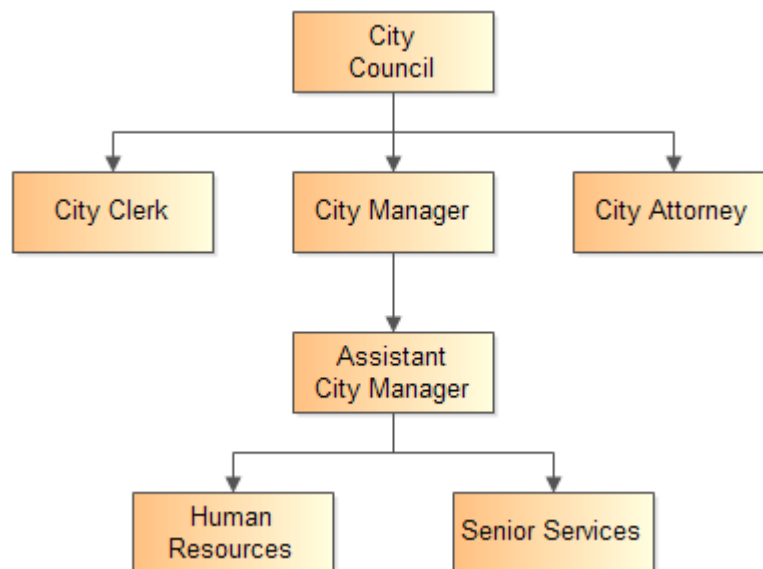 City
Council
City Clerk
City Manager
City Attorney
Assistant
City Manager
Human
Resources
Senior Services